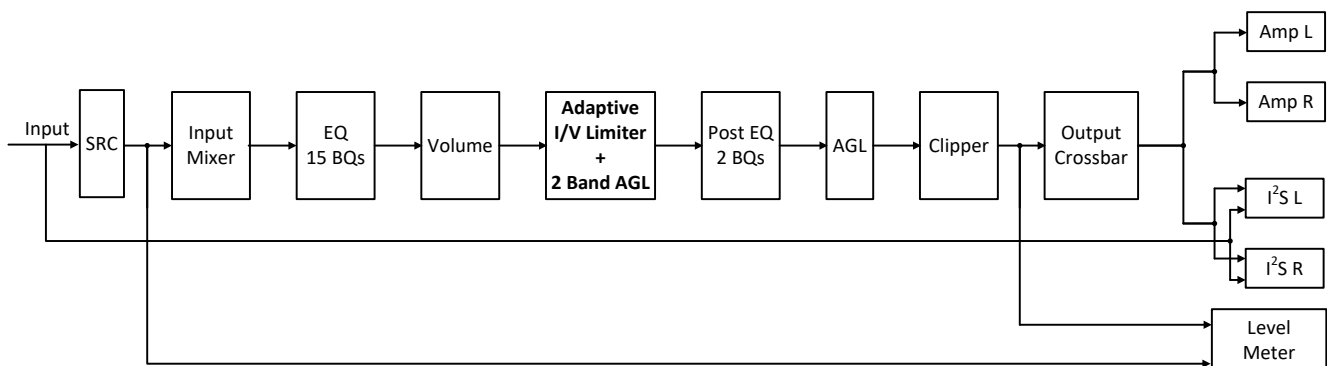 Input
SRC
Input
Mixer
EQ
15 BQs
Volume
Adaptive
I/V Limiter
+
2 Band AGL
Post EQ
2 BQs
AGL
Clipper
Output
Crossbar
Amp L
Amp R
I²S L
I²S R
Level
Meter